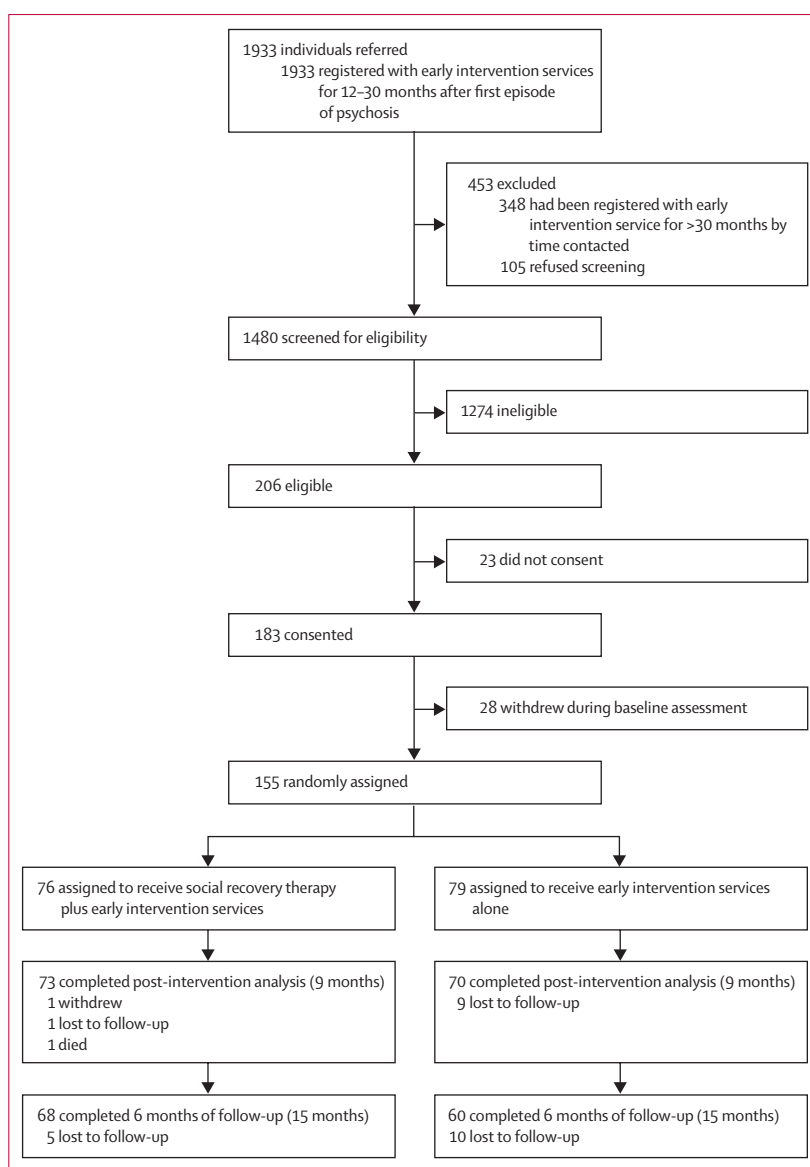 1933 individuals referred
1933 registered with early intervention services
for 12–30 months after first episode
of psychosis
453 excluded
348 had been registered with early
intervention service for >30 months by
time contacted
105 refused screening
1480 screened for eligibility
1274 ineligible
206 eligible
23 did not consent
183 consented
28 withdrew during baseline assessment
155 randomly assigned
76 assigned to receive social recovery therapy
plus early intervention services
79 assigned to receive early intervention services
alone
73 completed post-intervention analysis (9 months)
1 withdrew
1 lost to follow-up
1 died
70 completed post-intervention analysis (9 months)
9 lost to follow-up
68 completed 6 months of follow-up (15 months)
5 lost to follow-up
60 completed 6 months of follow-up (15 months)
10 lost to follow-up